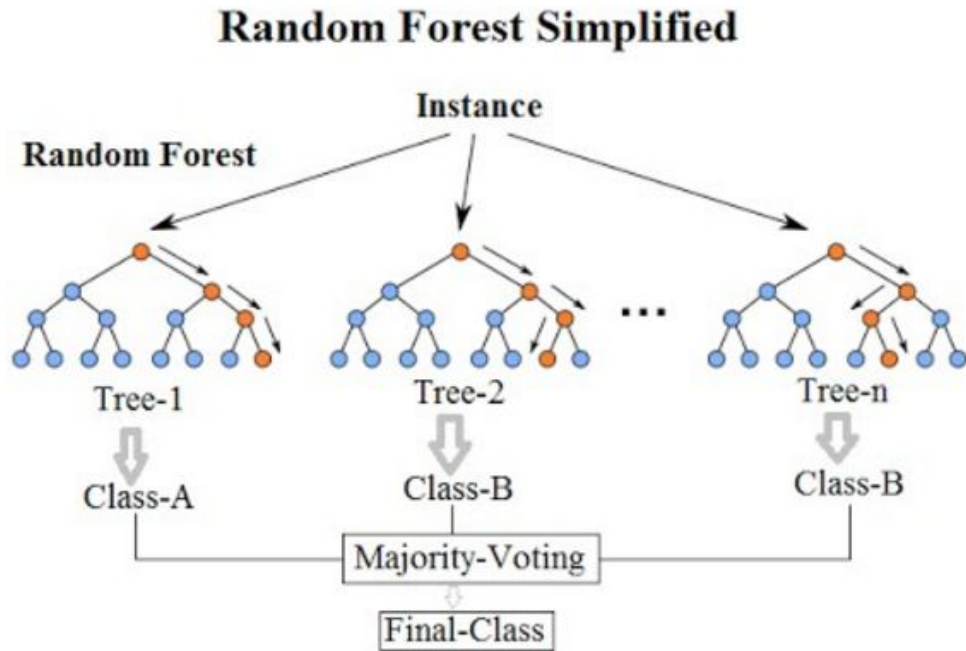 Random Forest Simplified
Instance
Random Forest
...
Tree-1
Tree-2
Tree-n
Class-A
Class-B
Class-B
Majority-Voting
Final-Class